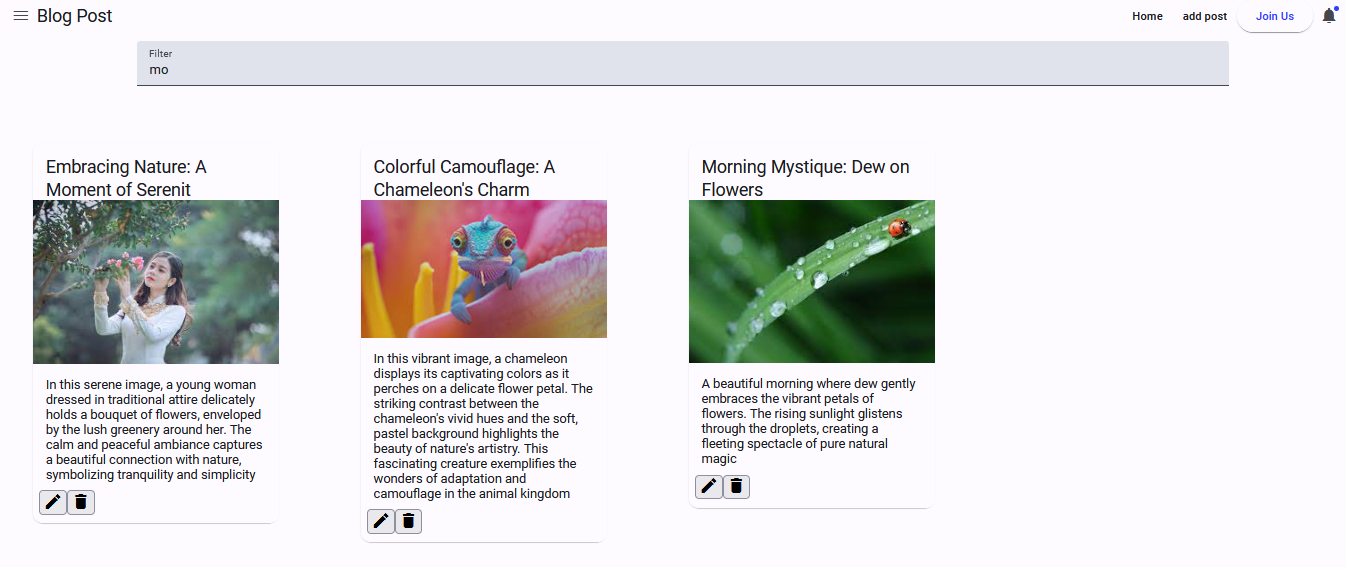 Blog Post
Home
add post
Join Us
Filter
mo
Embracing Nature: A
Moment of Serenit
In this serene image, a young woman
dressed in traditional attire delicately
holds a bouquet of flowers, enveloped
by the lush greenery around her. The
calm and peaceful ambiance captures
a beautiful connection with nature,
symbolizing tranquility and simplicity
Colorful Camouflage: A
Chameleon's Charm
In this vibrant image, a chameleon
displays its captivating colors as it
perches on a delicate flower petal. The
striking contrast between the
chameleon's vivid hues and the soft,
pastel background highlights the
beauty of nature's artistry. This
fascinating creature exemplifies the
wonders of adaptation and
camouflage in the animal kingdom
Morning Mystique: Dew on
Flowers
A beautiful morning where dew gently
embraces the vibrant petals of
flowers. The rising sunlight glistens
through the droplets, creating a
fleeting spectacle of pure natural
magic